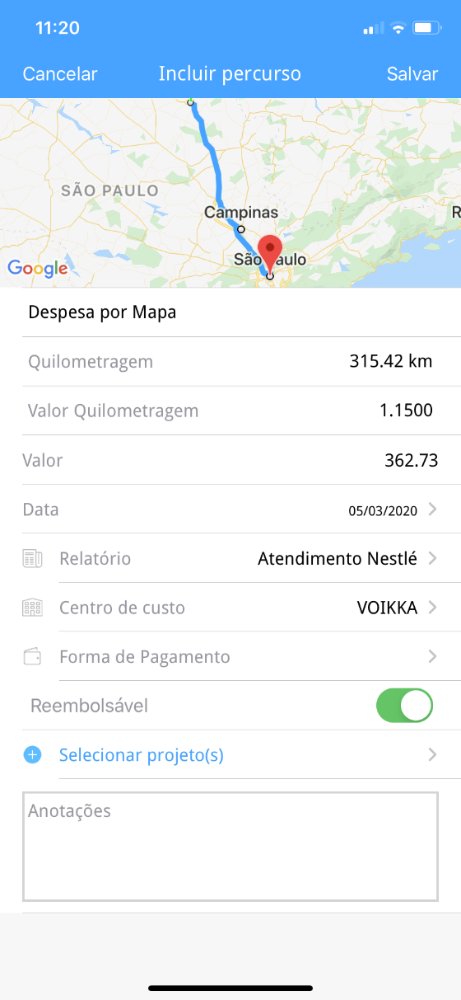 11:20
Cancelar Incluir percurso Salvar
SÃO PAULO
Campinas
R
São Paulo
Google
Despesa por Mapa
Quilometragem 315.42 km
Valor Quilometragem 1.1500
Valor 362.73
Data 05/03/2020
Relatório Atendimento Nestlé
Centro de custo VOIKKA
Forma de Pagamento
Reembolsável
Selecionar projeto(s)
Anotações